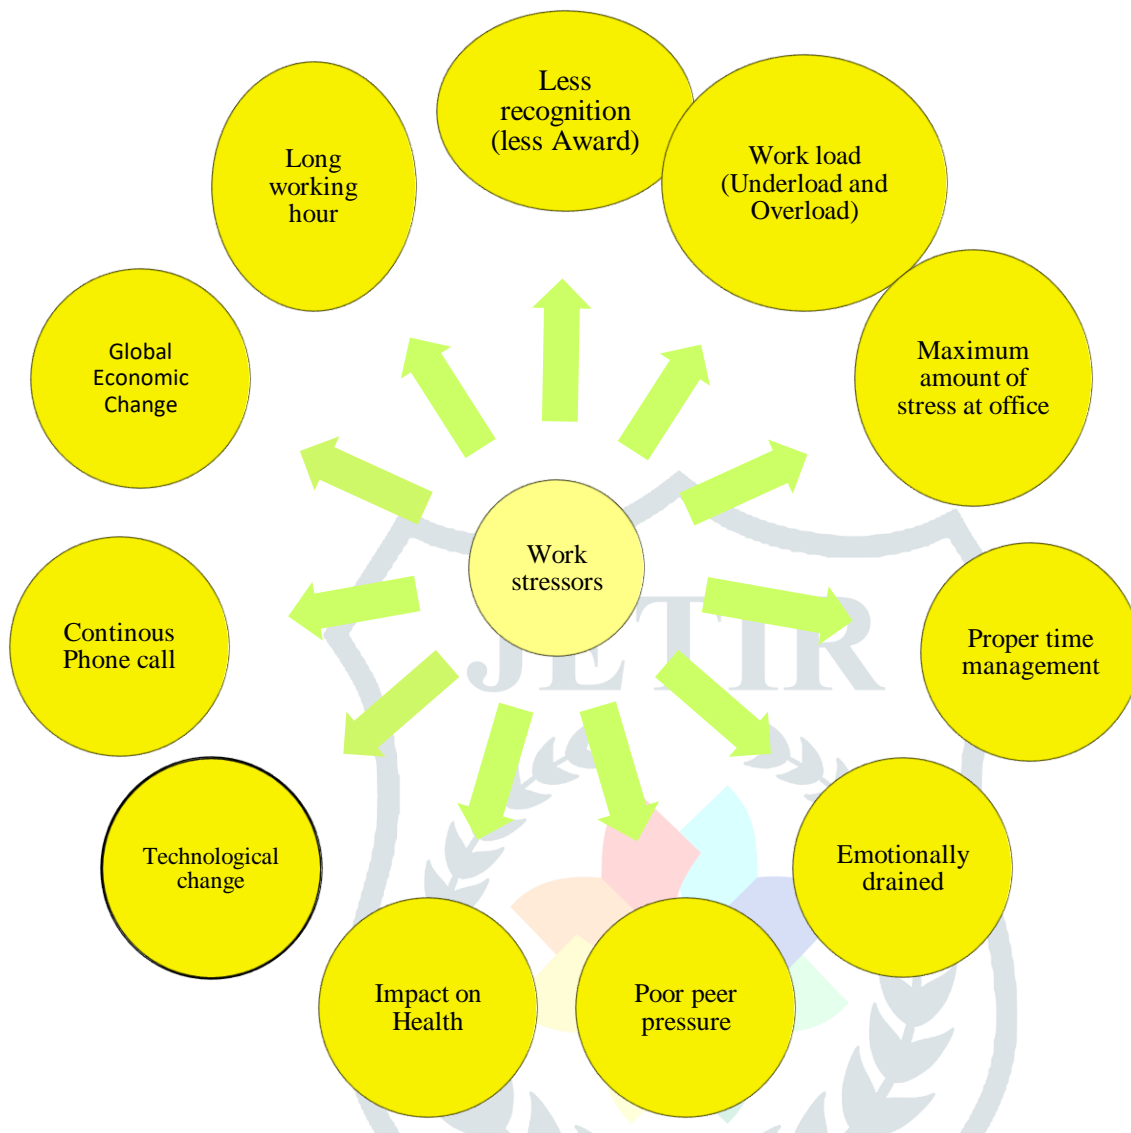 Less
recognition
(less Award)
Work load
(Underload and
Overload)
Maximum
amount of
stress at office
Proper time
management
Emotionally
drained
Poor peer
pressure
Impact on
Health
Technological
change
Continous
Phone call
Global
Economic
Change
Long
working
hour
Work
stressors
JETIR